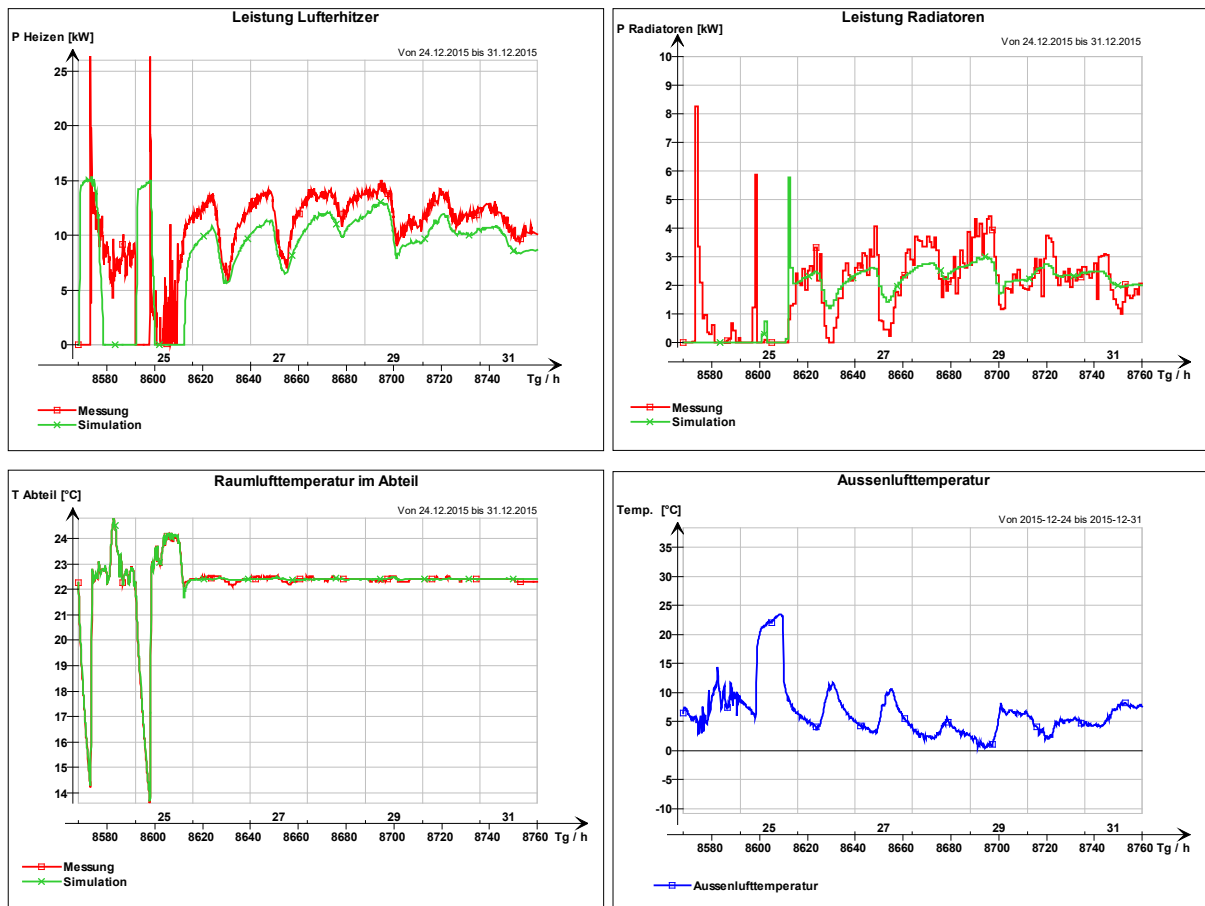 Leistung Lufterhitzer
P Heizen [kW]
Von 24.12.2015 bis 31.12.2015
25
20
15
10
5
0
25 27 29 31
8580 8600 8620 8640 8660 8680 8700 8720 8740 Tg / h
Messung
Simulation
Leistung Radiatoren
P Radiatoren [kW]
Von 24.12.2015 bis 31.12.2015
10
9
8
7
6
5
4
3
2
1
0
25 27 29 31
8580 8600 8620 8640 8660 8680 8700 8720 8740 8760
Tg / h
Messung
Simulation
Raumlufttemperatur im Abteil
T Abteil [°C]
Von 24.12.2015 bis 31.12.2015
24
23
22
21
20
19
18
17
16
15
14
25 27 29 31
8580 8600 8620 8640 8660 8680 8700 8720 8740 8760
Tg / h
Messung
Simulation
Aussenlufttemperatur
Temp. [°C]
Von 2015-12-24 bis 2015-12-31
35
30
25
20
15
10
5
0
-5
-10
25 27 29 31
8580 8600 8620 8640 8660 8680 8700 8720 8740 8760
Tg / h
Aussenlufttemperatur